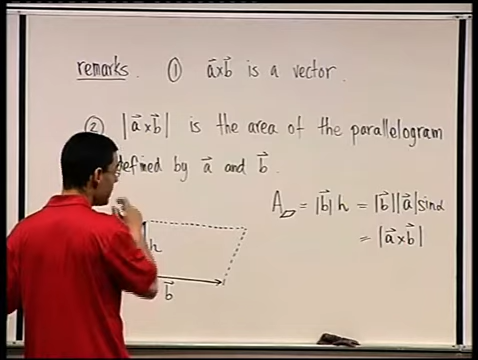 remarks. ① a⃗×b⃗ is a vector.
② |a⃗×b⃗| is the area of the parallelogram
defined by a⃗ and b⃗.
A▱ = |b⃗| h = |b⃗||a⃗| sinα
= |a⃗×b⃗|
h
b⃗